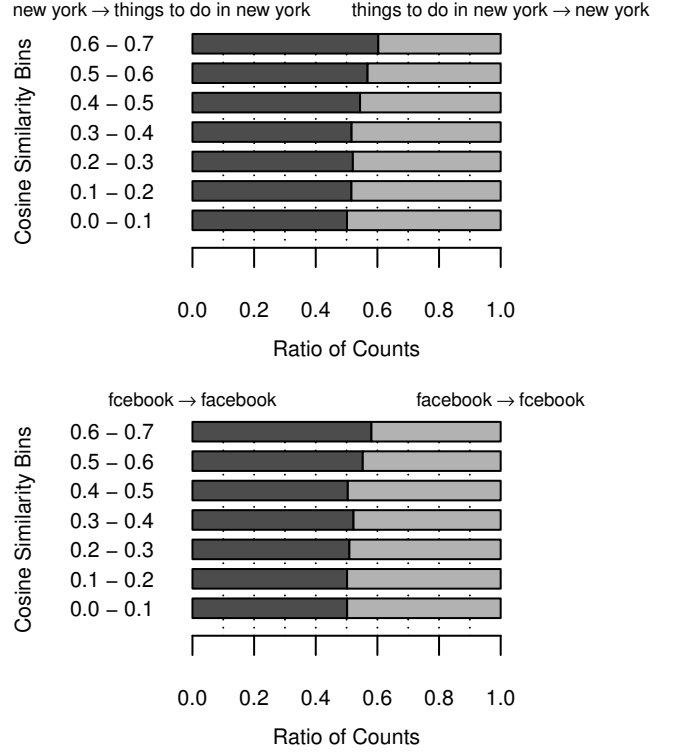 new york → things to do in new york things to do in new york → new york
Cosine Similarity Bins
0.6 − 0.7
0.5 − 0.6
0.4 − 0.5
0.3 − 0.4
0.2 − 0.3
0.1 − 0.2
0.0 − 0.1
0.0 0.2 0.4 0.6 0.8 1.0
Ratio of Counts
fcebook → facebook facebook → fcebook
Cosine Similarity Bins
0.6 − 0.7
0.5 − 0.6
0.4 − 0.5
0.3 − 0.4
0.2 − 0.3
0.1 − 0.2
0.0 − 0.1
0.0 0.2 0.4 0.6 0.8 1.0
Ratio of Counts